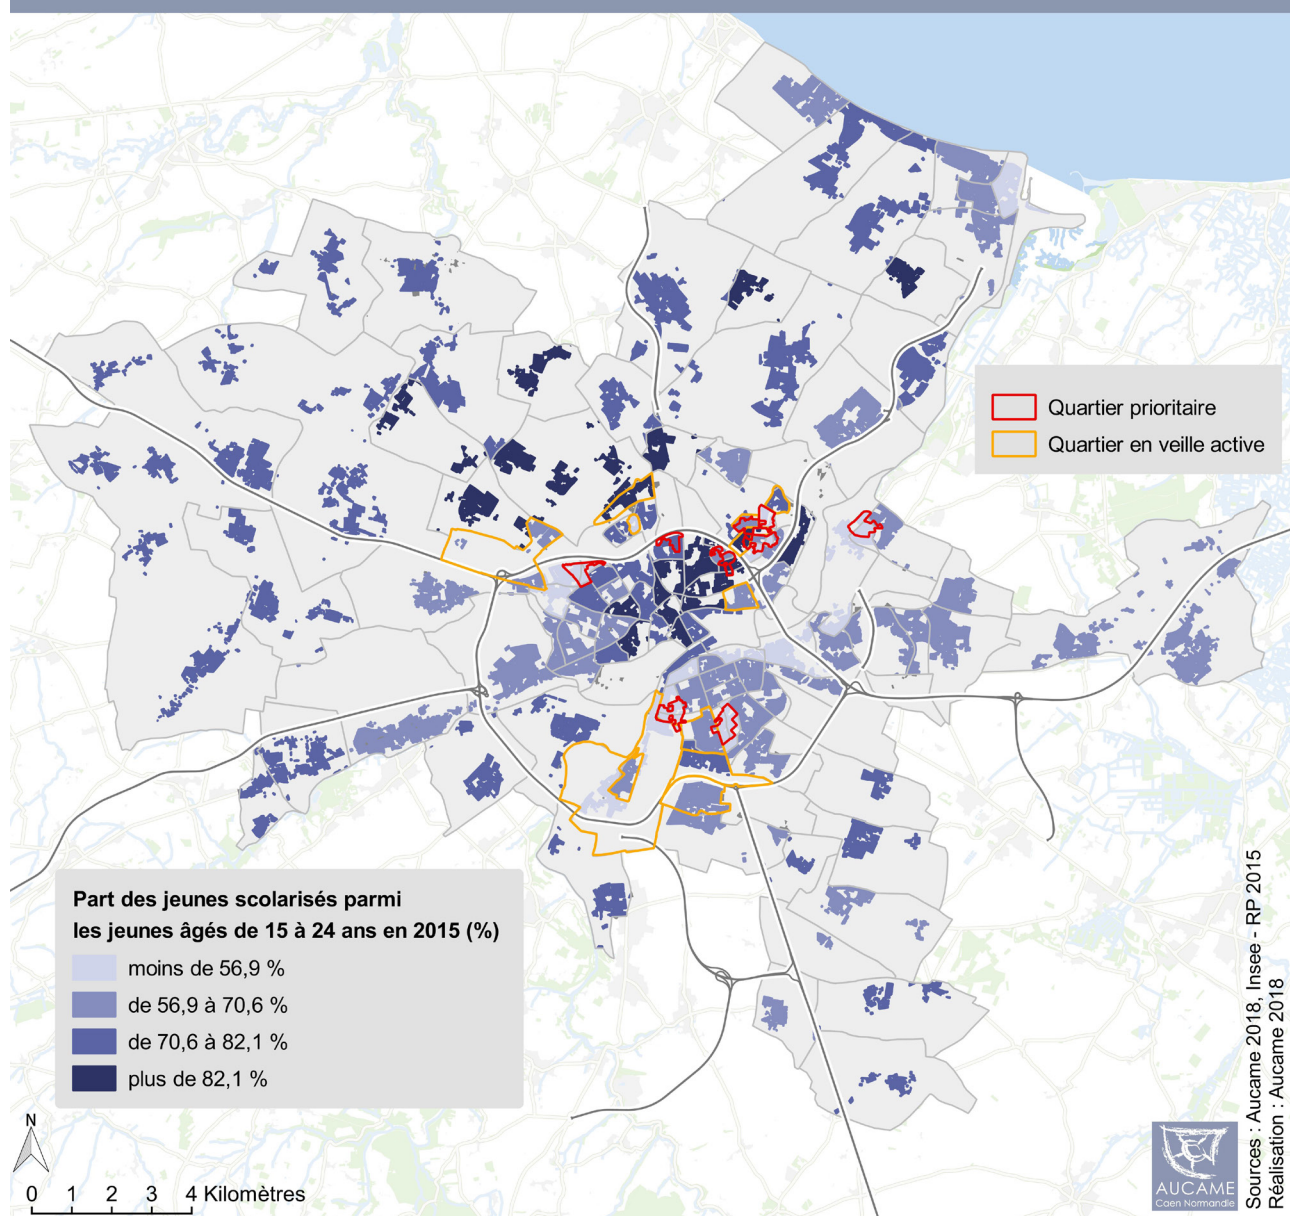 Quartier prioritaire
Quartier en veille active
Part des jeunes scolarisés parmi
les jeunes âgés de 15 à 24 ans en 2015 (%)
moins de 56,9 %
de 56,9 à 70,6 %
de 70,6 à 82,1 %
plus de 82,1 %
N
0 1 2 3 4 Kilomètres
AUCAME
Caen Normandie
Sources : Aucame 2018, Insee - RP 2015
Réalisation : Aucame 2018